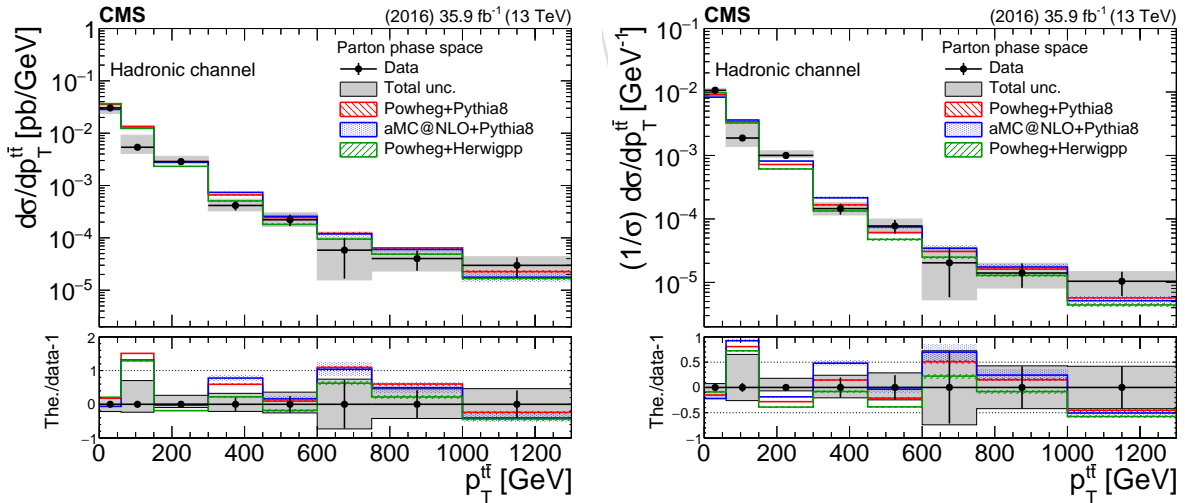 CMS (2016) 35.9 fb⁻¹ (13 TeV)
dσ/dp_T^{tt̄} [pb/GeV]
1
10⁻¹
10⁻²
10⁻³
10⁻⁴
10⁻⁵
Hadronic channel
Parton phase space
Data
Total unc.
Powheg+Pythia8
aMC@NLO+Pythia8
Powheg+Herwigpp
The./data-1
2
1
0
−1
0 200 400 600 800 1000 1200
p_T^{tt̄} [GeV]
CMS (2016) 35.9 fb⁻¹ (13 TeV)
(1/σ) dσ/dp_T^{tt̄} [GeV⁻¹]
10⁻¹
10⁻²
10⁻³
10⁻⁴
10⁻⁵
Hadronic channel
Parton phase space
Data
Total unc.
Powheg+Pythia8
aMC@NLO+Pythia8
Powheg+Herwigpp
The./data-1
1
0.5
0
−0.5
−1
0 200 400 600 800 1000 1200
p_T^{tt̄} [GeV]